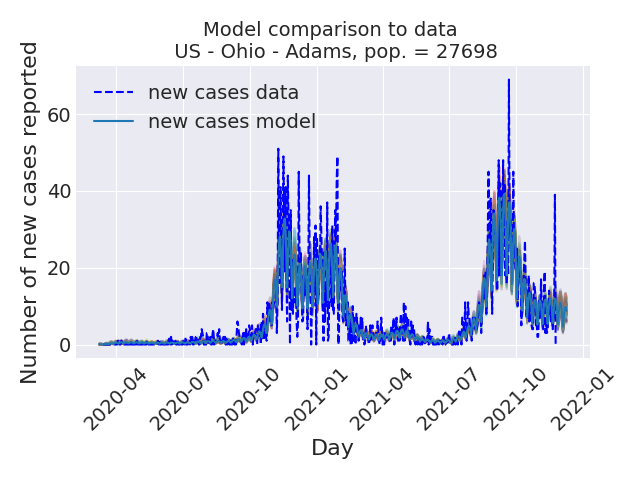 Model comparison to data
US - Ohio - Adams, pop. = 27698
new cases data
new cases model
Number of new cases reported
60
40
20
0
2020-04
2020-07
2020-10
2021-01
2021-04
2021-07
2021-10
2022-01
Day